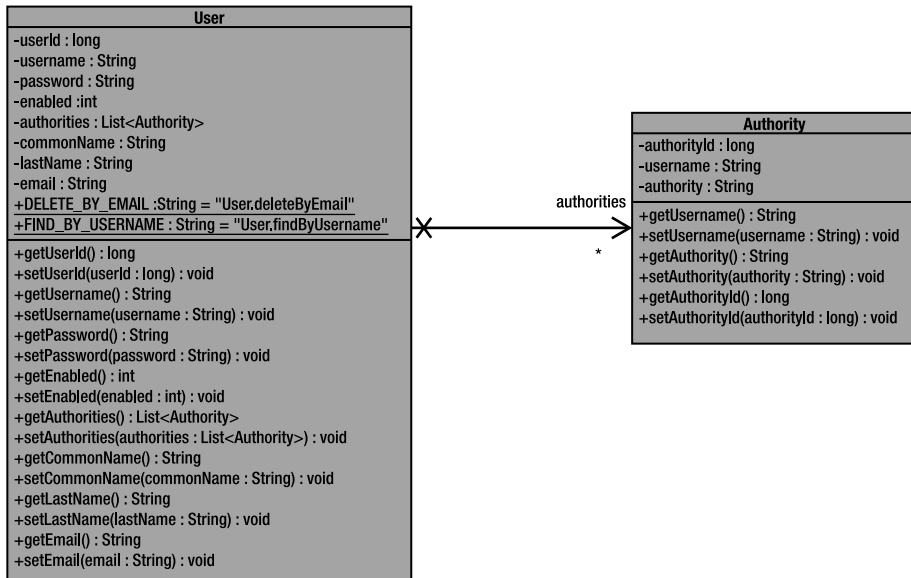 User
-userId : long
-username : String
-password : String
-enabled :int
-authorities : List<Authority>
-commonName : String
-lastName : String
-email : String
+DELETE_BY_EMAIL :String = "User.deleteByEmail"
+FIND_BY_USERNAME : String = "User.findByUsername"
+getUserId() : long
+setUserId(userId : long) : void
+getUsername() : String
+setUsername(username : String) : void
+getPassword() : String
+setPassword(password : String) : void
+getEnabled() : int
+setEnabled(enabled : int) : void
+getAuthorities() : List<Authority>
+setAuthorities(authorities : List<Authority>) : void
+getCommonName() : String
+setCommonName(commonName : String) : void
+getLastName() : String
+setLastName(lastName : String) : void
+getEmail() : String
+setEmail(email : String) : void
authorities
*
Authority
-authorityId : long
-username : String
-authority : String
+getUsername() : String
+setUsername(username : String) : void
+getAuthority() : String
+setAuthority(authority : String) : void
+getAuthorityId() : long
+setAuthorityId(authorityId : long) : void